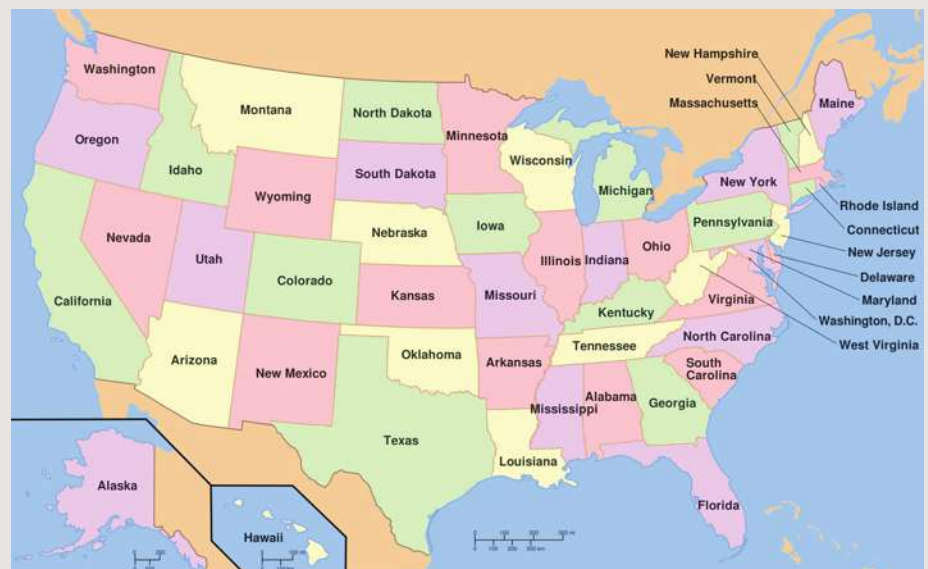 New Hampshire
Vermont
Massachusetts
Washington
Montana
North Dakota
Minnesota
Maine
Oregon
Idaho
Wisconsin
South Dakota
Michigan
New York
Wyoming
Rhode Island
Nevada
Nebraska
Iowa
Pennsylvania
Connecticut
New Jersey
Utah
Colorado
Illinois
Indiana
Ohio
Delaware
California
Kansas
Missouri
Kentucky
Virginia
Maryland
Washington, D.C.
West Virginia
Arizona
New Mexico
Oklahoma
Arkansas
Tennessee
North Carolina
South
Carolina
Texas
Mississippi
Alabama
Georgia
Louisiana
Alaska
Hawaii
Florida